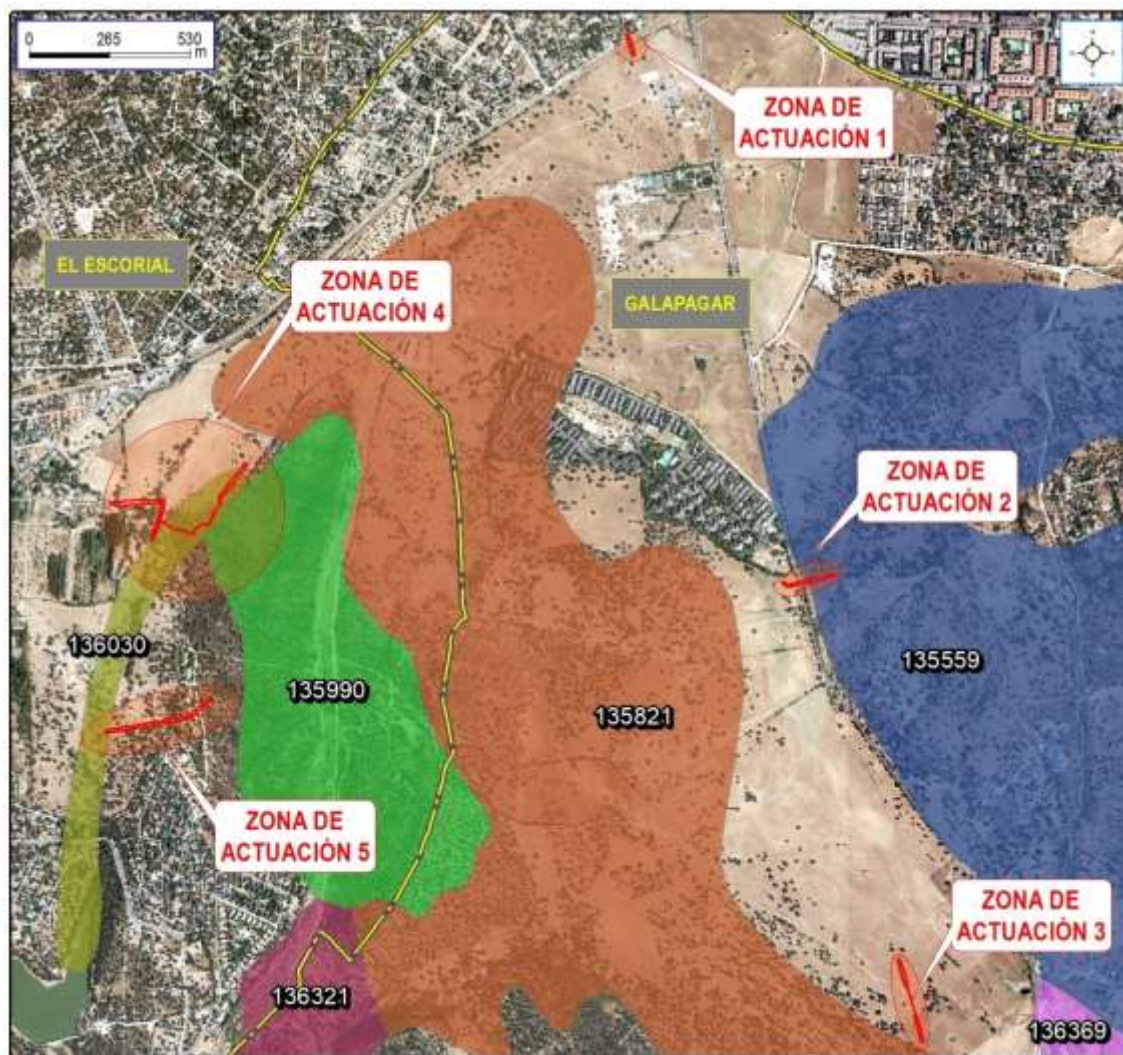 0 265 530
m
ZONA DE
ACTUACIÓN 1
EL ESCORIAL
ZONA DE
ACTUACIÓN 4
GALAPAGAR
ZONA DE
ACTUACIÓN 2
136030
135990
135821
135559
ZONA DE
ACTUACIÓN 5
ZONA DE
ACTUACIÓN 3
136321
136369